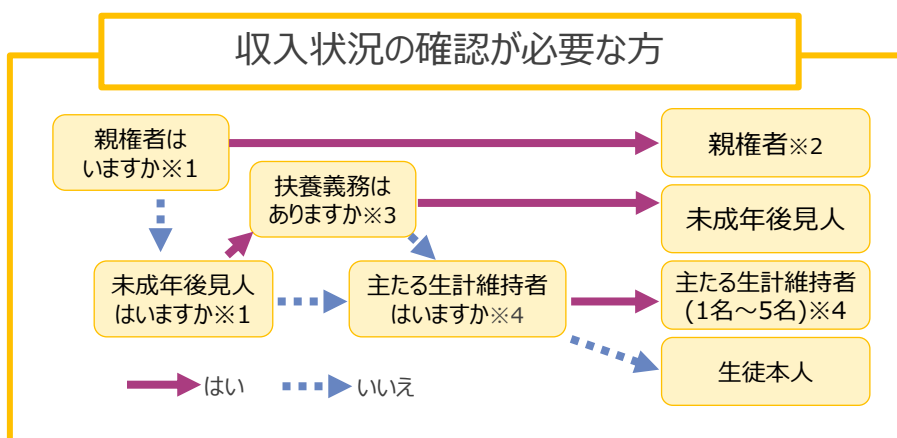 収入状況の確認が必要な方
親権者は
いますか※1
親権者※2
扶養義務は
ありますか※3
未成年後見人
未成年後見人
はいますか※1
主たる生計維持者
はいますか※4
主たる生計維持者
(1名～5名)※4
生徒本人
はい
いいえ